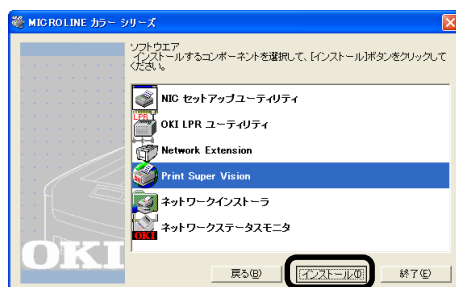 MICROLINE カラー シリーズ
ソフトウエア
インストールするコンポーネントを選択して、[インストール]ボタンをクリックして
ください。
NIC セットアップユーティリティ
LPR
OKI LPR ユーティリティ
Network Extension
Print Super Vision
ネットワークインストーラ
OKI
ネットワークステータスモニタ
OKI
戻る(B)
インストール(I)
終了(E)